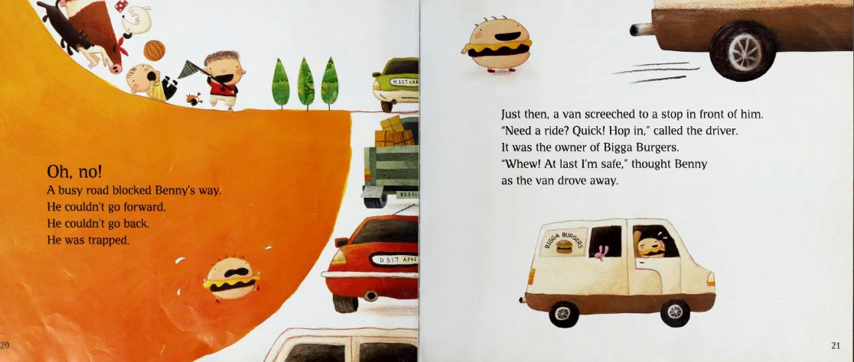 Oh, no!
A busy road blocked Benny's way.
He couldn't go forward.
He couldn't go back.
He was trapped.
D317 APN
20
Just then, a van screeched to a stop in front of him.
"Need a ride? Quick! Hop in," called the driver.
It was the owner of Bigga Burgers.
"Whew! At last I'm safe," thought Benny
as the van drove away.
BIGGA BURGERS
21